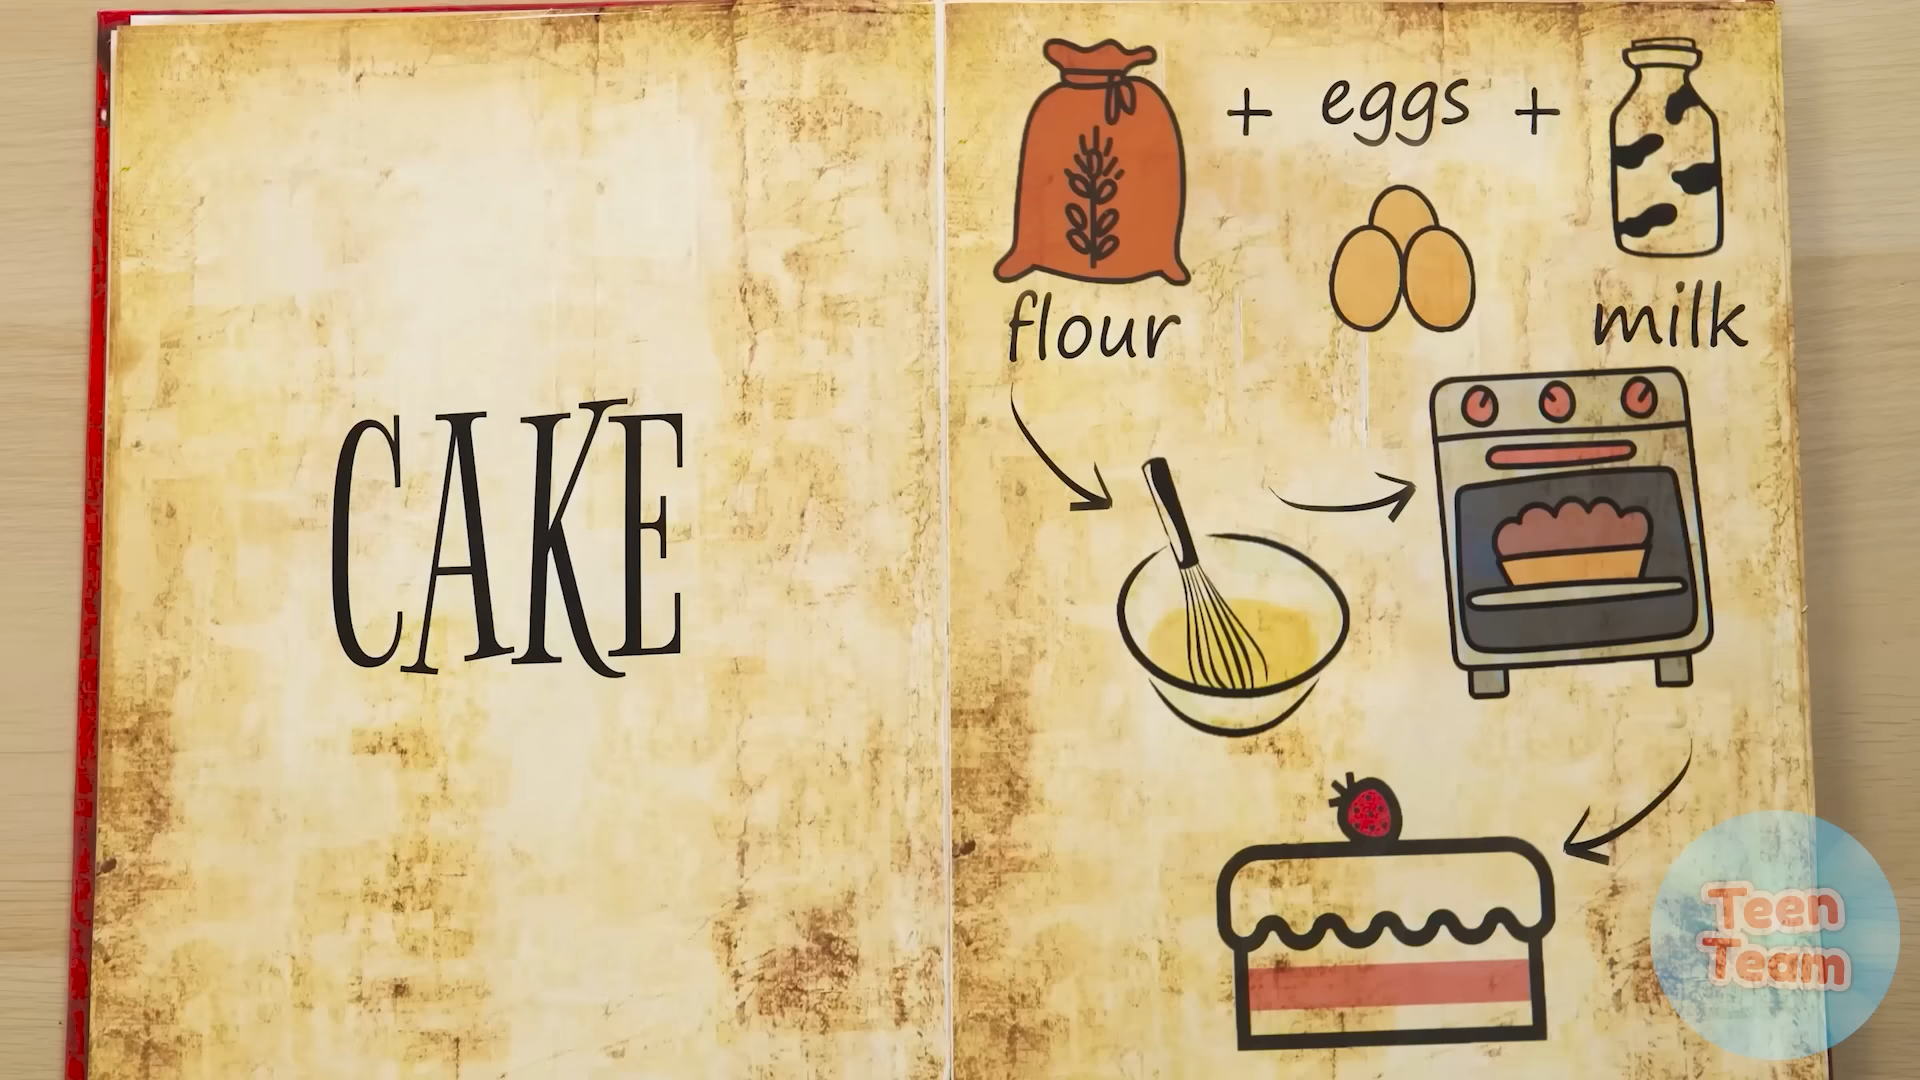 CAKE
+ eggs +
flour
milk
Teen
Team